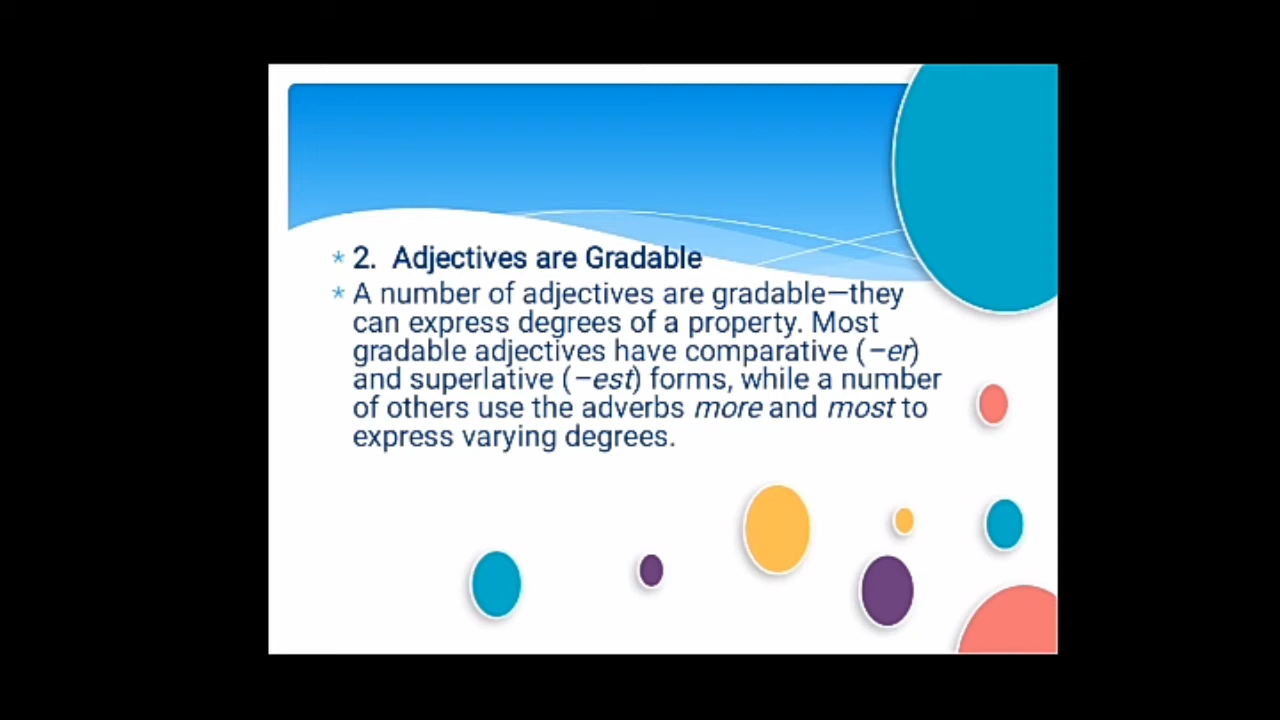 * 2.  Adjectives are Gradable
* A number of adjectives are gradable—they
can express degrees of a property. Most
gradable adjectives have comparative (–er)
and superlative (–est) forms, while a number
of others use the adverbs more and most to
express varying degrees.